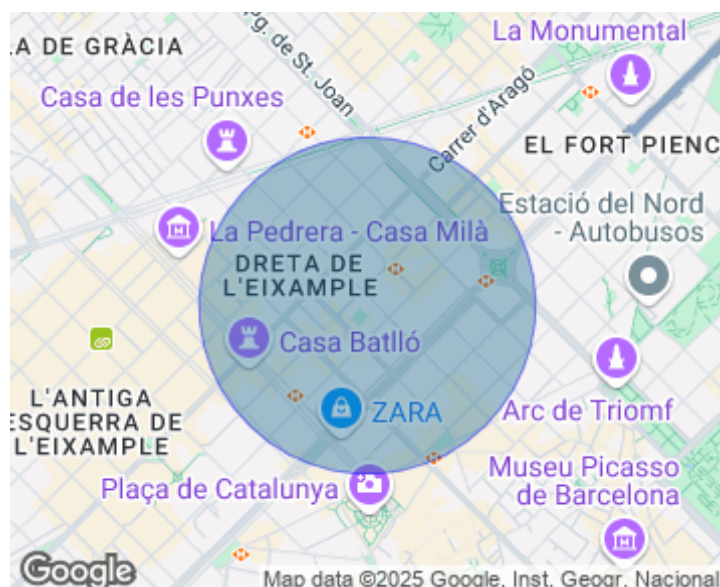 LA DE GRÀCIA
Pg. de St. Joan
La Monumental
Casa de les Punxes
Carrer d'Aragó
EL FORT PIENC
Estació del Nord
- Autobusos
La Pedrera - Casa Milà
DRETA DE
L'EIXAMPLE
Casa Batlló
L'ANTIGA
ESQUERRA DE
L'EIXAMPLE
ZARA
Arc de Triomf
Plaça de Catalunya
Museu Picasso
de Barcelona
Google
Map data ©2025 Google, Inst. Geogr. Nacional